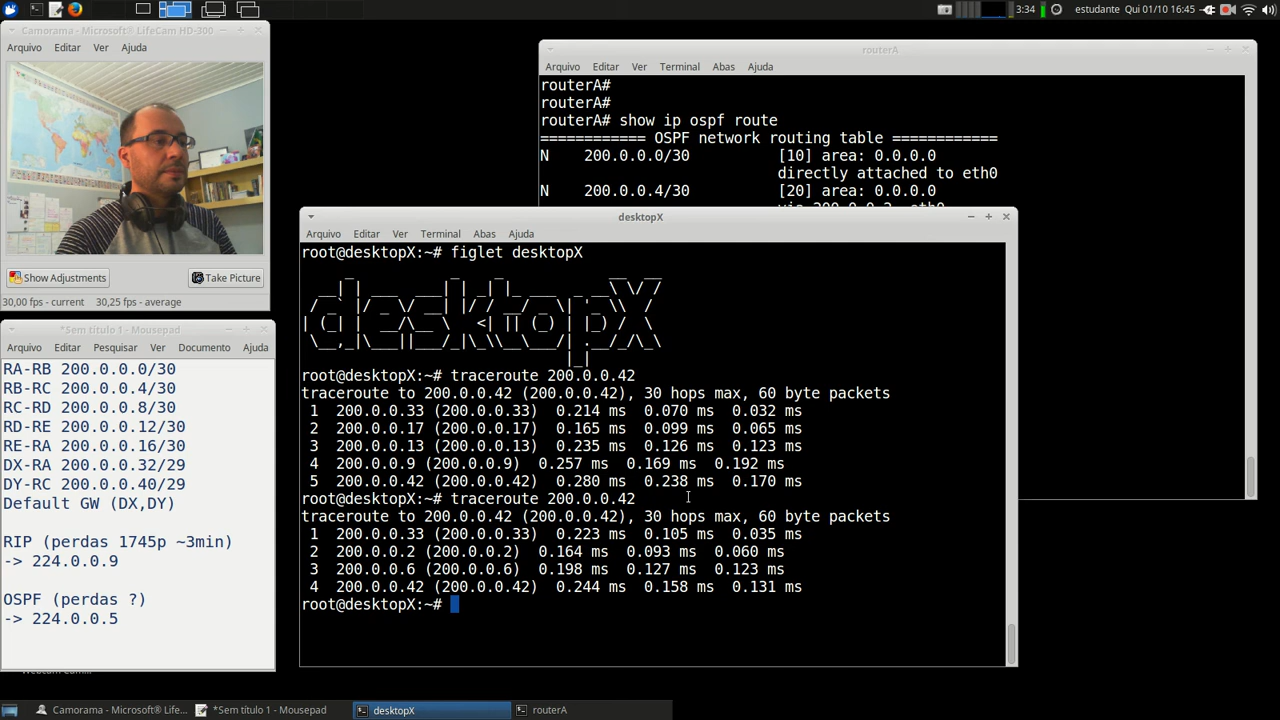 3:34
estudante
Qui 01/10 16:45
Camorama - Microsoft® LifeCam HD-300
Arquivo Editar Ver Ajuda
Show Adjustments
Take Picture
30,00 fps - current 30,25 fps - average
*Sem título 1 - Mousepad
Arquivo Editar Pesquisar Ver Documento Ajuda
RA-RB 200.0.0.0/30
RB-RC 200.0.0.4/30
RC-RD 200.0.0.8/30
RD-RE 200.0.0.12/30
RE-RA 200.0.0.16/30
DX-RA 200.0.0.32/29
DY-RC 200.0.0.40/29
Default GW (DX,DY)
RIP (perdas 1745p ~3min)
-> 224.0.0.9
OSPF (perdas ?)
-> 224.0.0.5
routerA
Arquivo Editar Ver Terminal Abas Ajuda
routerA#
routerA#
routerA# show ip ospf route
============ OSPF network routing table ============
N    200.0.0.0/30          [10] area: 0.0.0.0
                           directly attached to eth0
N    200.0.0.4/30          [20] area: 0.0.0.0
desktopX
Arquivo Editar Ver Terminal Abas Ajuda
root@desktopX:~# figlet desktopX
desktopX
root@desktopX:~# traceroute 200.0.0.42
traceroute to 200.0.0.42 (200.0.0.42), 30 hops max, 60 byte packets
 1  200.0.0.33 (200.0.0.33)  0.214 ms  0.070 ms  0.032 ms
 2  200.0.0.17 (200.0.0.17)  0.165 ms  0.099 ms  0.065 ms
 3  200.0.0.13 (200.0.0.13)  0.235 ms  0.126 ms  0.123 ms
 4  200.0.0.9 (200.0.0.9)  0.257 ms  0.169 ms  0.192 ms
 5  200.0.0.42 (200.0.0.42)  0.280 ms  0.238 ms  0.170 ms
root@desktopX:~# traceroute 200.0.0.42
traceroute to 200.0.0.42 (200.0.0.42), 30 hops max, 60 byte packets
 1  200.0.0.33 (200.0.0.33)  0.223 ms  0.105 ms  0.035 ms
 2  200.0.0.2 (200.0.0.2)  0.164 ms  0.093 ms  0.060 ms
 3  200.0.0.6 (200.0.0.6)  0.198 ms  0.127 ms  0.123 ms
 4  200.0.0.42 (200.0.0.42)  0.244 ms  0.158 ms  0.131 ms
root@desktopX:~#
Camorama - Microsoft® LifeCa...
*Sem título 1 - Mousepad
desktopX
routerA